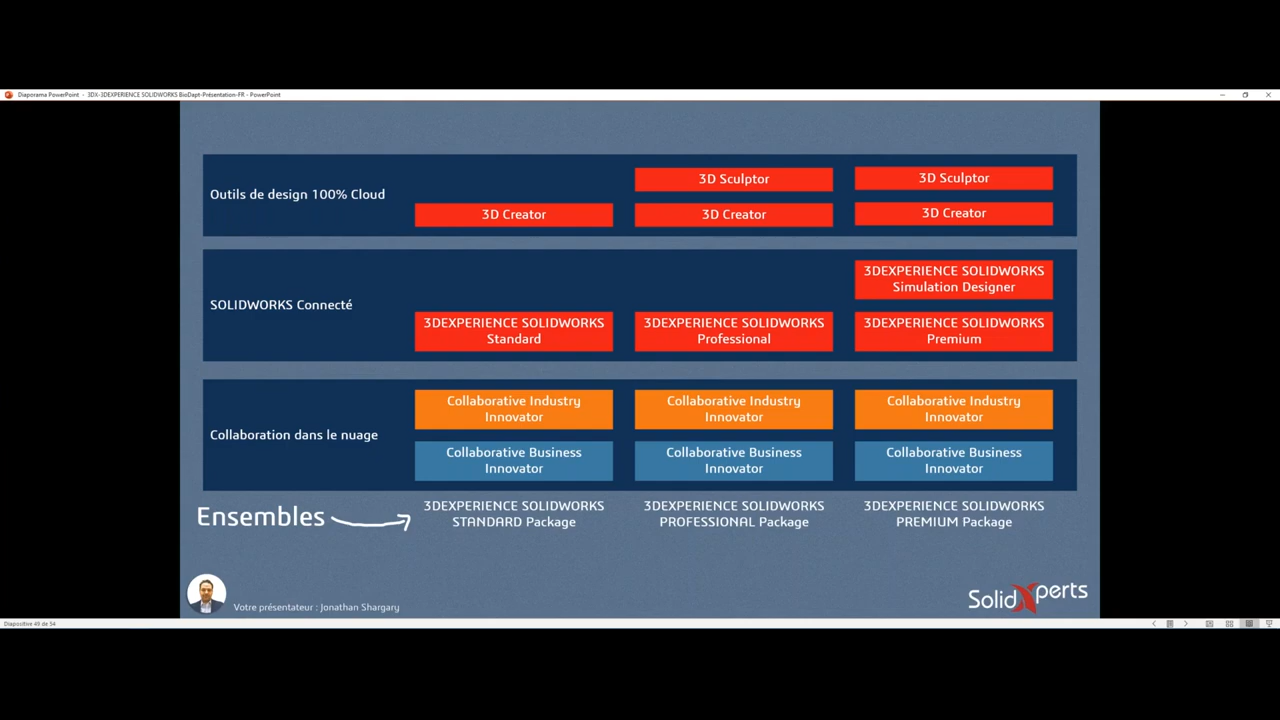 Diaporama PowerPoint - 3DX-3DEXPERIENCE SOLIDWORKS BioDapt-Présentation-FR - PowerPoint
Outils de design 100% Cloud
3D Sculptor
3D Sculptor
3D Creator
3D Creator
3D Creator
SOLIDWORKS Connecté
3DEXPERIENCE SOLIDWORKS
Simulation Designer
3DEXPERIENCE SOLIDWORKS
Standard
3DEXPERIENCE SOLIDWORKS
Professional
3DEXPERIENCE SOLIDWORKS
Premium
Collaboration dans le nuage
Collaborative Industry
Innovator
Collaborative Industry
Innovator
Collaborative Industry
Innovator
Collaborative Business
Innovator
Collaborative Business
Innovator
Collaborative Business
Innovator
Ensembles
3DEXPERIENCE SOLIDWORKS
STANDARD Package
3DEXPERIENCE SOLIDWORKS
PROFESSIONAL Package
3DEXPERIENCE SOLIDWORKS
PREMIUM Package
Votre présentateur : Jonathan Shargary
SolidXperts
Diapositive 49 de 54